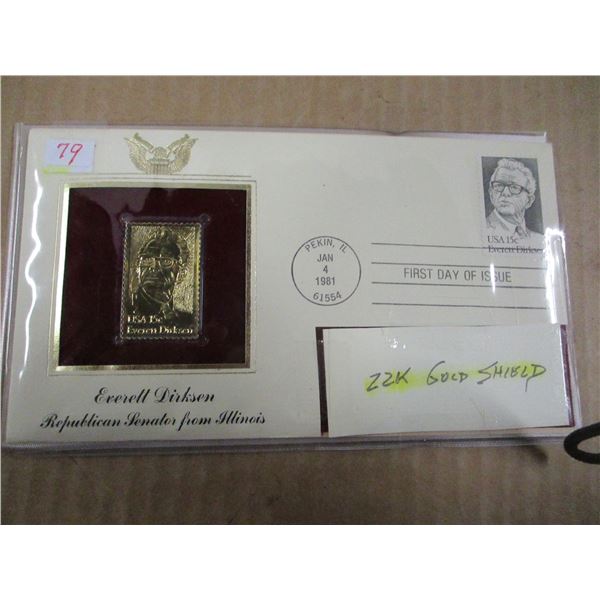 79
USA 15c
Everett Dirksen
PEKIN, IL
JAN
4
1981
61554
FIRST DAY OF ISSUE
USA 15c
Everett Dirksen
22K GOLD SHIELD
Everett Dirksen
Republican Senator from Illinois